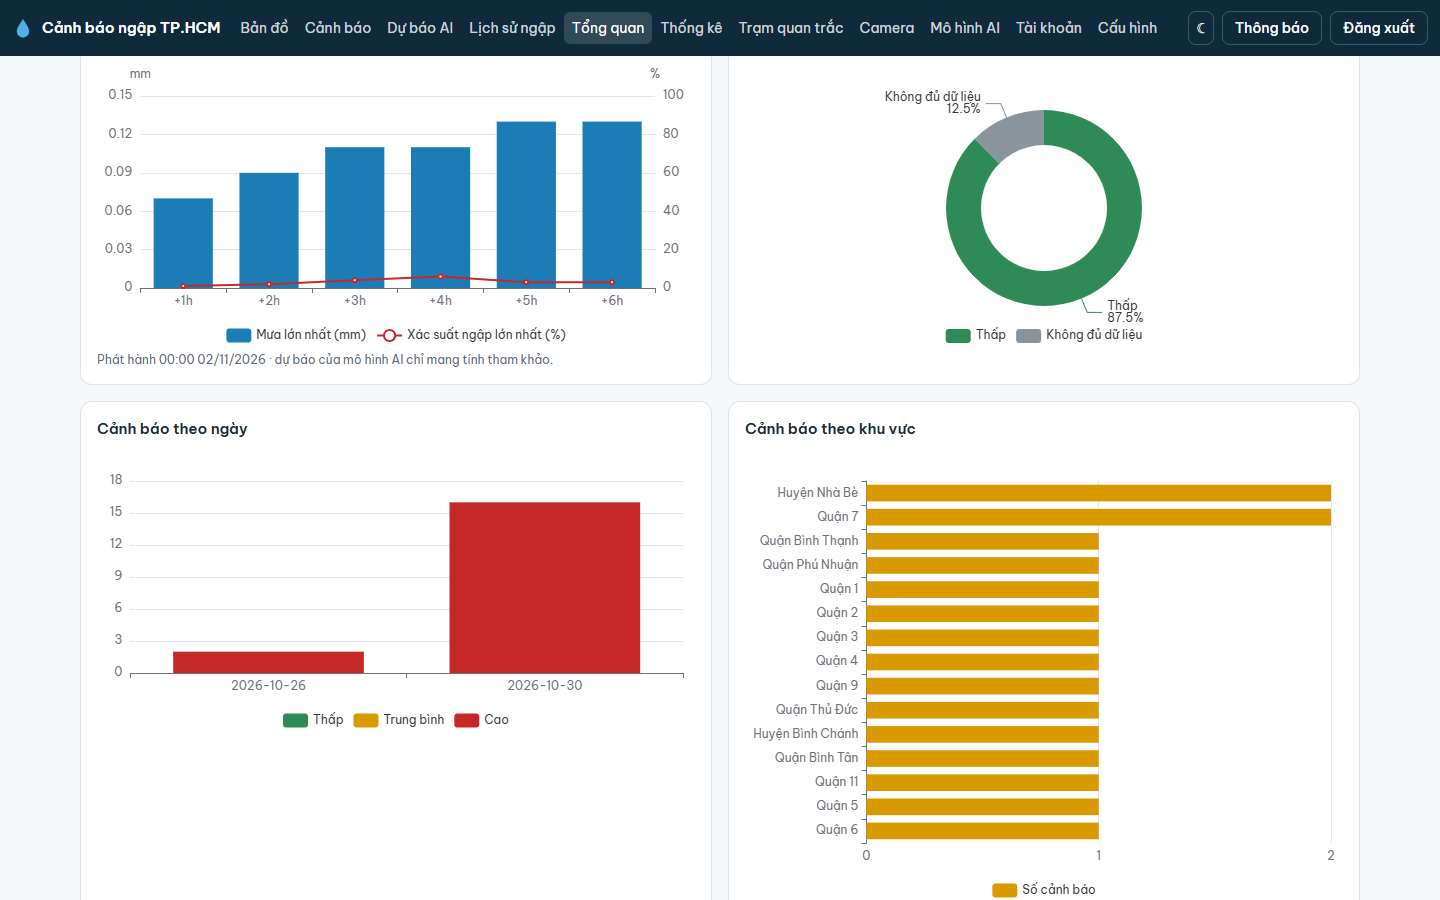 Cảnh báo ngập TP.HCM Bản đồ Cảnh báo Dự báo AI Lịch sử ngập Tổng quan Thống kê Trạm quan trắc Camera Mô hình AI Tài khoản Cấu hình Thông báo Đăng xuất
mm %
0.15 100
0.12 80
0.09 60
0.06 40
0.03 20
0 0
+1h +2h +3h +4h +5h +6h
Mưa lớn nhất (mm) Xác suất ngập lớn nhất (%)
Phát hành 00:00 02/11/2026 · dự báo của mô hình AI chỉ mang tính tham khảo.
Không đủ dữ liệu
12.5%
Thấp
87.5%
Thấp Không đủ dữ liệu
Cảnh báo theo ngày
18
15
12
9
6
3
0
2026-10-26 2026-10-30
Thấp Trung bình Cao
Cảnh báo theo khu vực
Huyện Nhà Bè
Quận 7
Quận Bình Thạnh
Quận Phú Nhuận
Quận 1
Quận 2
Quận 3
Quận 4
Quận 9
Quận Thủ Đức
Huyện Bình Chánh
Quận Bình Tân
Quận 11
Quận 5
Quận 6
0 1 2
Số cảnh báo